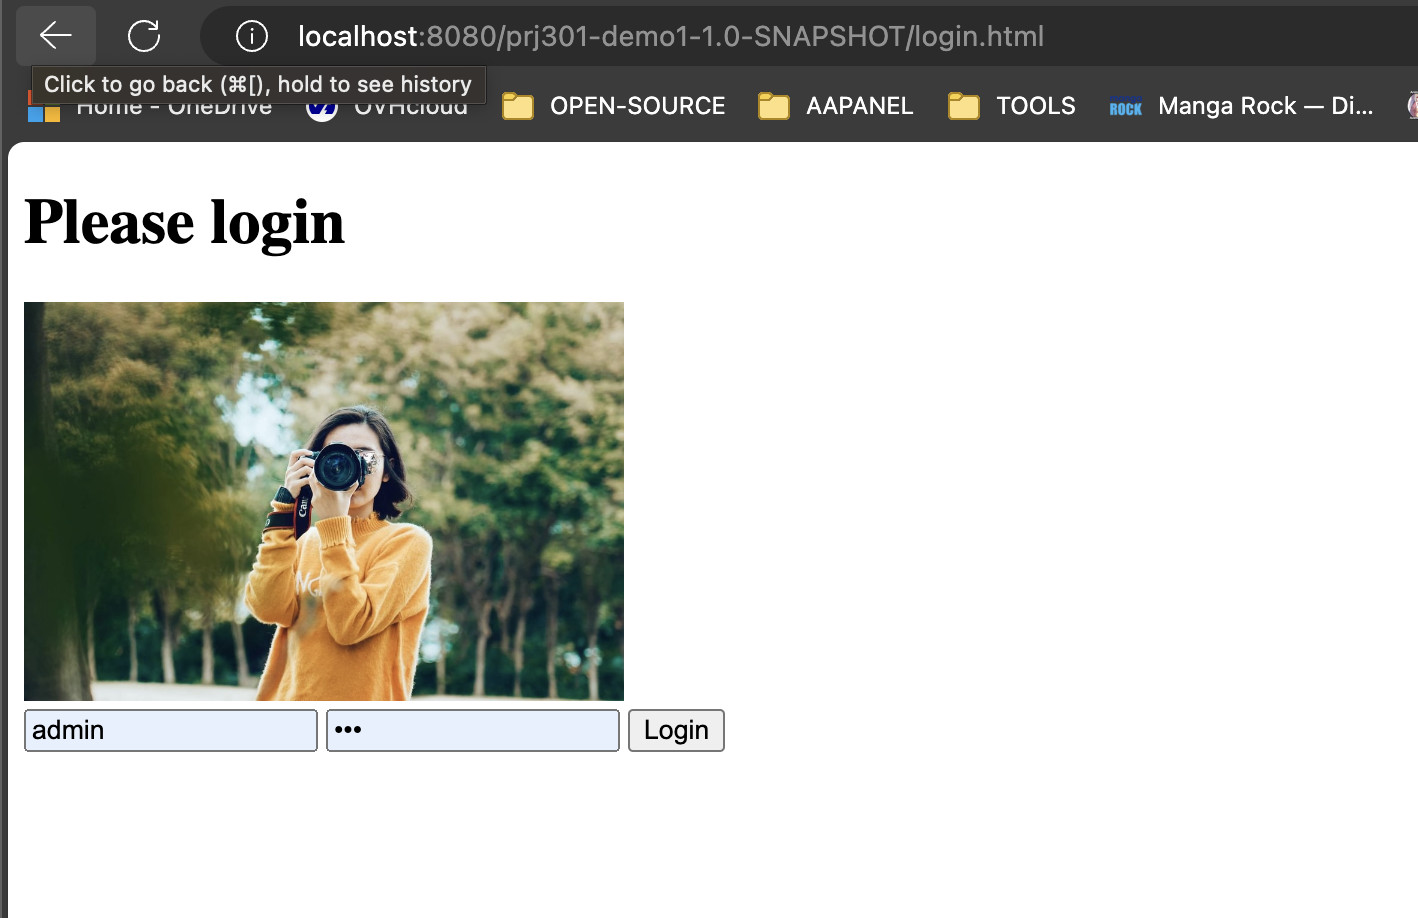 localhost:8080/prj301-demo1-1.0-SNAPSHOT/login.html
Click to go back (⌘[), hold to see history
Home - OneDrive OVHcloud OPEN-SOURCE AAPANEL TOOLS ROCK Manga Rock — Di...
Please login
Can
admin ••• Login